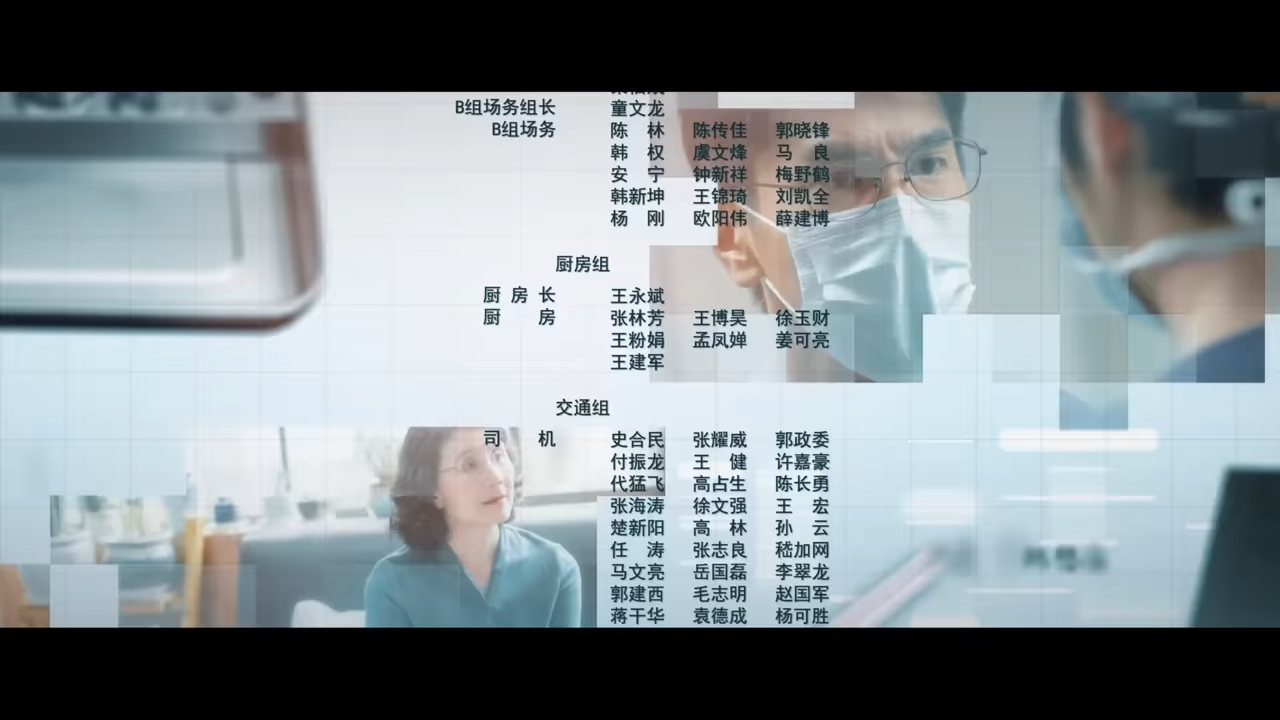 B组场务组长 童文龙
B组场务 陈 林 陈传佳 郭晓锋
韩 权 虞文烽 马 良
安 宁 钟新祥 梅野鹤
韩新坤 王锦琦 刘凯全
杨 刚 欧阳伟 薛建博
厨房组
厨 房 长 王永斌
厨 房 张林芳 王博昊 徐玉财
王粉娟 孟凤婵 姜可亮
王建军
交通组
司 机 史合民 张耀威 郭政委
付振龙 王 健 许嘉豪
代猛飞 高占生 陈长勇
张海涛 徐文强 王 宏
楚新阳 高 林 孙 云
任 涛 张志良 嵇加网
马文亮 岳国磊 李翠龙
郭建西 毛志明 赵国军
蒋干华 袁德成 杨可胜